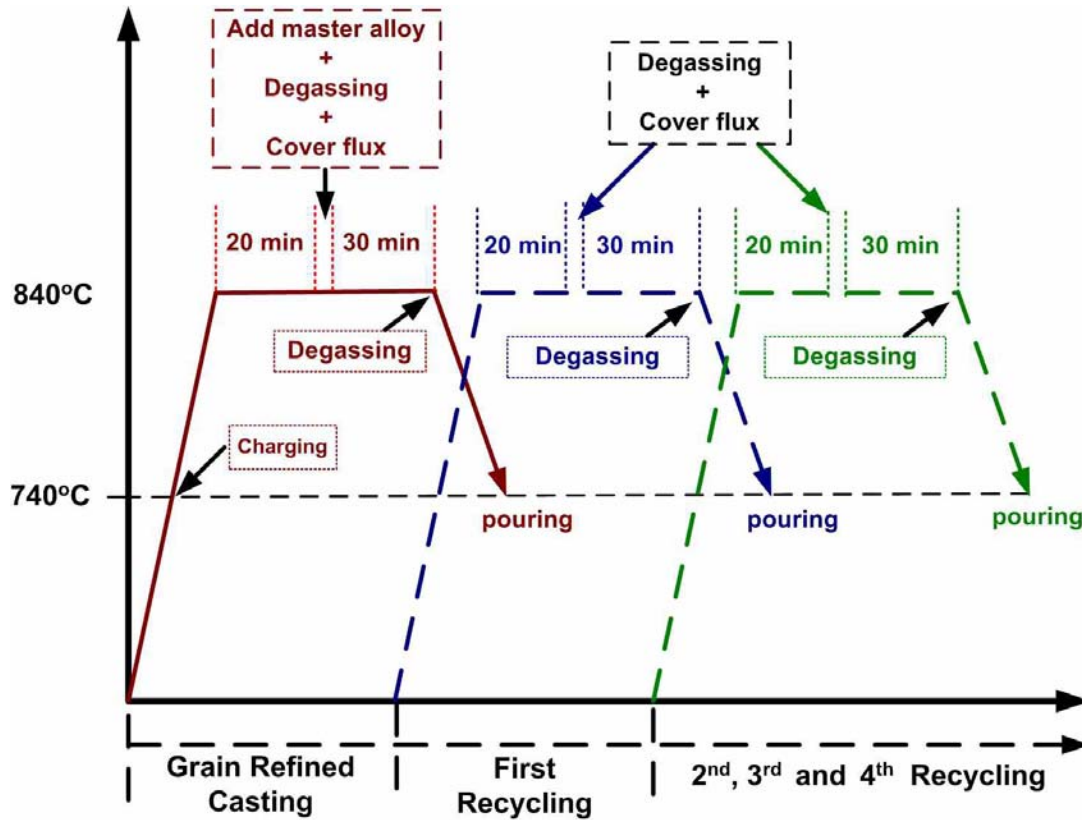 Add master alloy
+
Degassing
+
Cover flux
Degassing
+
Cover flux
20 min
30 min
20 min
30 min
20 min
30 min
840°C
Degassing
Degassing
Degassing
Charging
740°C
pouring
pouring
pouring
Grain Refined
Casting
First
Recycling
2nd, 3rd and 4th Recycling